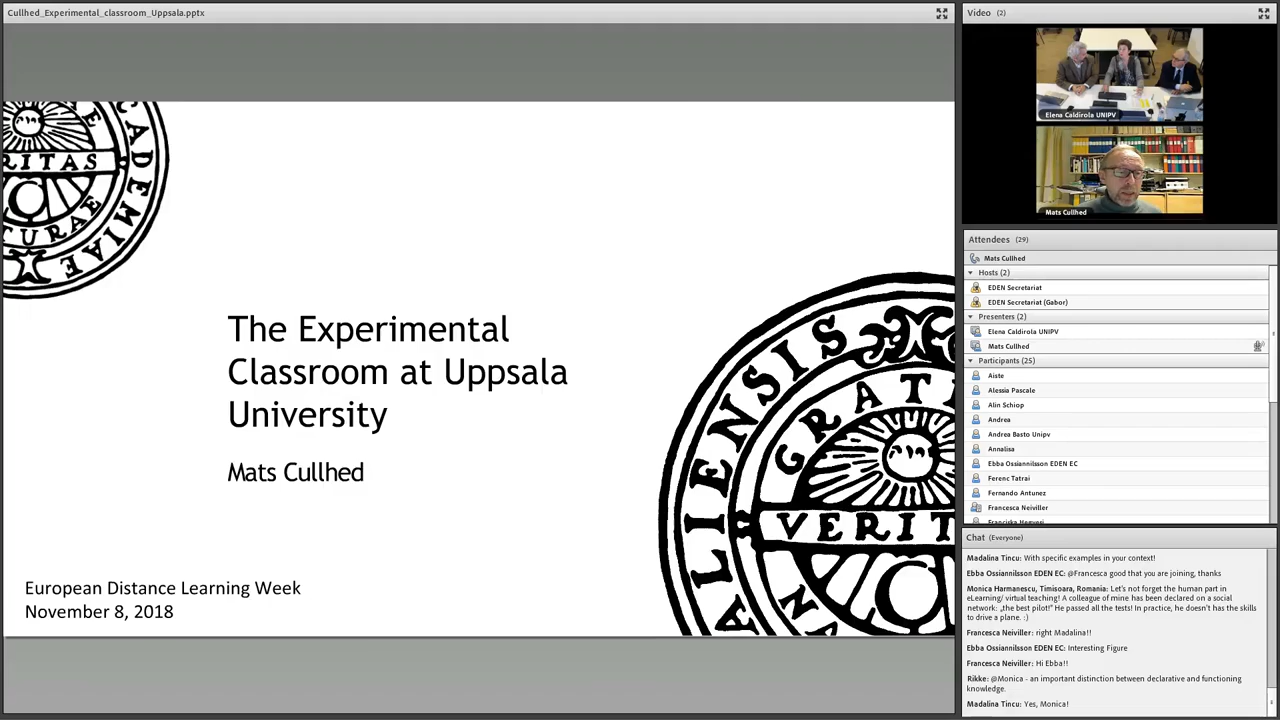 Cullhed_Experimental_classroom_Uppsala.pptx
ACADEMIAE
RITAS
TURAE
The Experimental
Classroom at Uppsala
University
Mats Cullhed
European Distance Learning Week
November 8, 2018
ALIENSIS
GRATI
VERIT
NA
Video (2)
Elena Caldirola UNIPV
Mats Cullhed
Attendees (29)
Mats Cullhed
Hosts (2)
EDEN Secretariat
EDEN Secretariat (Gabor)
Presenters (2)
Elena Caldirola UNIPV
Mats Cullhed
Participants (25)
Aiste
Alessia Pascale
Alin Schiop
Andrea
Andrea Basto Unipv
Annalisa
Ebba Ossiannilsson EDEN EC
Ferenc Tatrai
Fernando Antunez
Francesca Neiviller
Chat (Everyone)
Madalina Tincu: With specific examples in your context!
Ebba Ossiannilsson EDEN EC: @Francesca good that you are joining, thanks
Monica Harmanescu, Timisoara, Romania: Let's not forget the human part in
eLearning/ virtual teaching! A colleague of mine has been declared on a social
network: „the best pilot!" He passed all the tests! In practice, he doesn't has the skills
to drive a plane. :)
Francesca Neiviller: right Madalina!!
Ebba Ossiannilsson EDEN EC: Interesting Figure
Francesca Neiviller: Hi Ebba!!
Rikke: @Monica - an important distinction between declarative and functioning
knowledge.
Madalina Tincu: Yes, Monica!